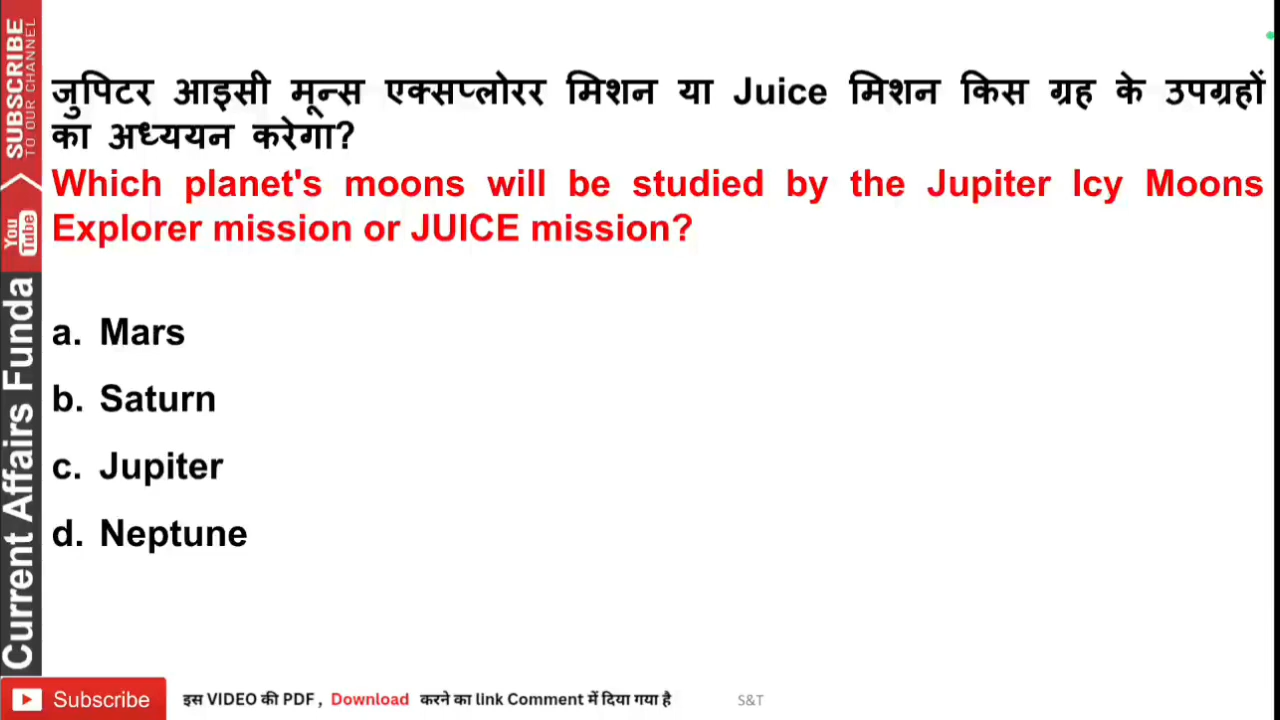 जुपिटर आइसी मून्स एक्सप्लोरर मिशन या Juice मिशन किस ग्रह के उपग्रहों
का अध्ययन करेगा?
Which planet's moons will be studied by the Jupiter Icy Moons
Explorer mission or JUICE mission?
a. Mars
b. Saturn
c. Jupiter
d. Neptune
SUBSCRIBE
TO OUR CHANNEL
You
Tube
Current Affairs Funda
Subscribe
इस VIDEO की PDF , Download करने का link Comment में दिया गया है
S&T